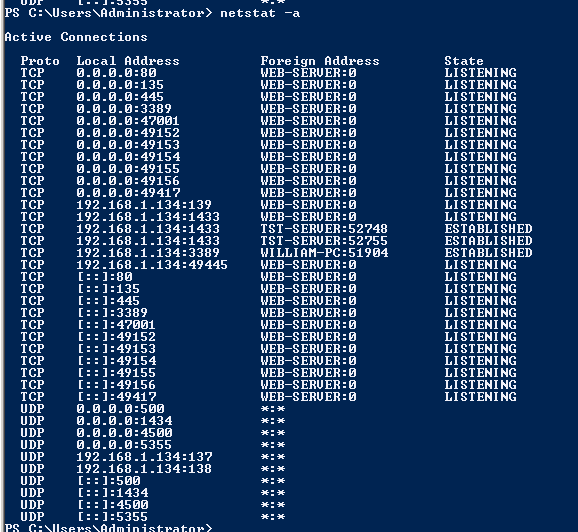 UDP [::]:5355 *:*
PS C:\Users\Administrator> netstat -a
Active Connections
Proto Local Address Foreign Address State
TCP 0.0.0.0:80 WEB-SERVER:0 LISTENING
TCP 0.0.0.0:135 WEB-SERVER:0 LISTENING
TCP 0.0.0.0:445 WEB-SERVER:0 LISTENING
TCP 0.0.0.0:3389 WEB-SERVER:0 LISTENING
TCP 0.0.0.0:47001 WEB-SERVER:0 LISTENING
TCP 0.0.0.0:49152 WEB-SERVER:0 LISTENING
TCP 0.0.0.0:49153 WEB-SERVER:0 LISTENING
TCP 0.0.0.0:49154 WEB-SERVER:0 LISTENING
TCP 0.0.0.0:49155 WEB-SERVER:0 LISTENING
TCP 0.0.0.0:49156 WEB-SERVER:0 LISTENING
TCP 0.0.0.0:49417 WEB-SERVER:0 LISTENING
TCP 192.168.1.134:139 WEB-SERVER:0 LISTENING
TCP 192.168.1.134:1433 WEB-SERVER:0 LISTENING
TCP 192.168.1.134:1433 TST-SERVER:52748 ESTABLISHED
TCP 192.168.1.134:1433 TST-SERVER:52755 ESTABLISHED
TCP 192.168.1.134:3389 WILLIAM-PC:51904 ESTABLISHED
TCP 192.168.1.134:49445 WEB-SERVER:0 LISTENING
TCP [::]:80 WEB-SERVER:0 LISTENING
TCP [::]:135 WEB-SERVER:0 LISTENING
TCP [::]:445 WEB-SERVER:0 LISTENING
TCP [::]:3389 WEB-SERVER:0 LISTENING
TCP [::]:47001 WEB-SERVER:0 LISTENING
TCP [::]:49152 WEB-SERVER:0 LISTENING
TCP [::]:49153 WEB-SERVER:0 LISTENING
TCP [::]:49154 WEB-SERVER:0 LISTENING
TCP [::]:49155 WEB-SERVER:0 LISTENING
TCP [::]:49156 WEB-SERVER:0 LISTENING
TCP [::]:49417 WEB-SERVER:0 LISTENING
UDP 0.0.0.0:500 *:*
UDP 0.0.0.0:1434 *:*
UDP 0.0.0.0:4500 *:*
UDP 0.0.0.0:5355 *:*
UDP 192.168.1.134:137 *:*
UDP 192.168.1.134:138 *:*
UDP [::]:500 *:*
UDP [::]:1434 *:*
UDP [::]:4500 *:*
UDP [::]:5355 *:*
PS C:\Users\Administrator>